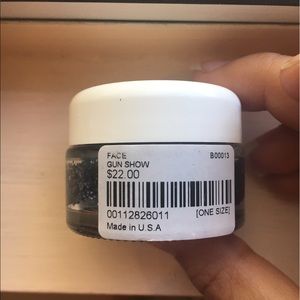 FACE B00013
GUN SHOW
$22.00
00112826011 [ONE SIZE]
Made in U.S.A